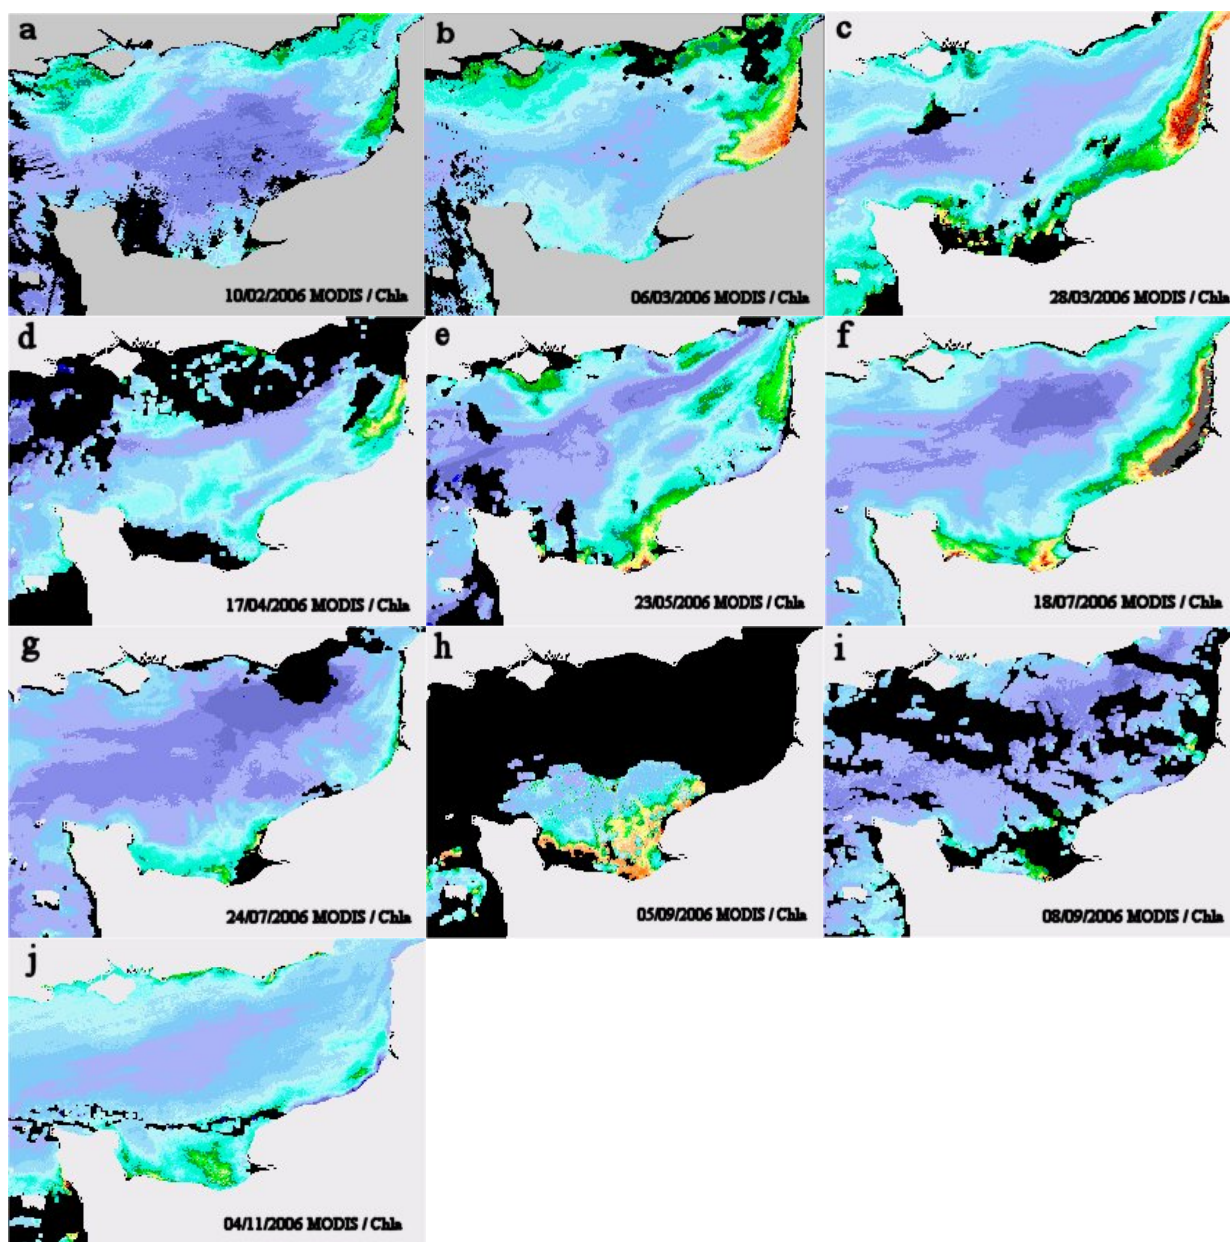 a
10/02/2006 MODIS / Chla
b
06/03/2006 MODIS / Chla
c
28/03/2006 MODIS / Chla
d
17/04/2006 MODIS / Chla
e
23/05/2006 MODIS / Chla
f
18/07/2006 MODIS / Chla
g
24/07/2006 MODIS / Chla
h
05/09/2006 MODIS / Chla
i
08/09/2006 MODIS / Chla
j
04/11/2006 MODIS / Chla